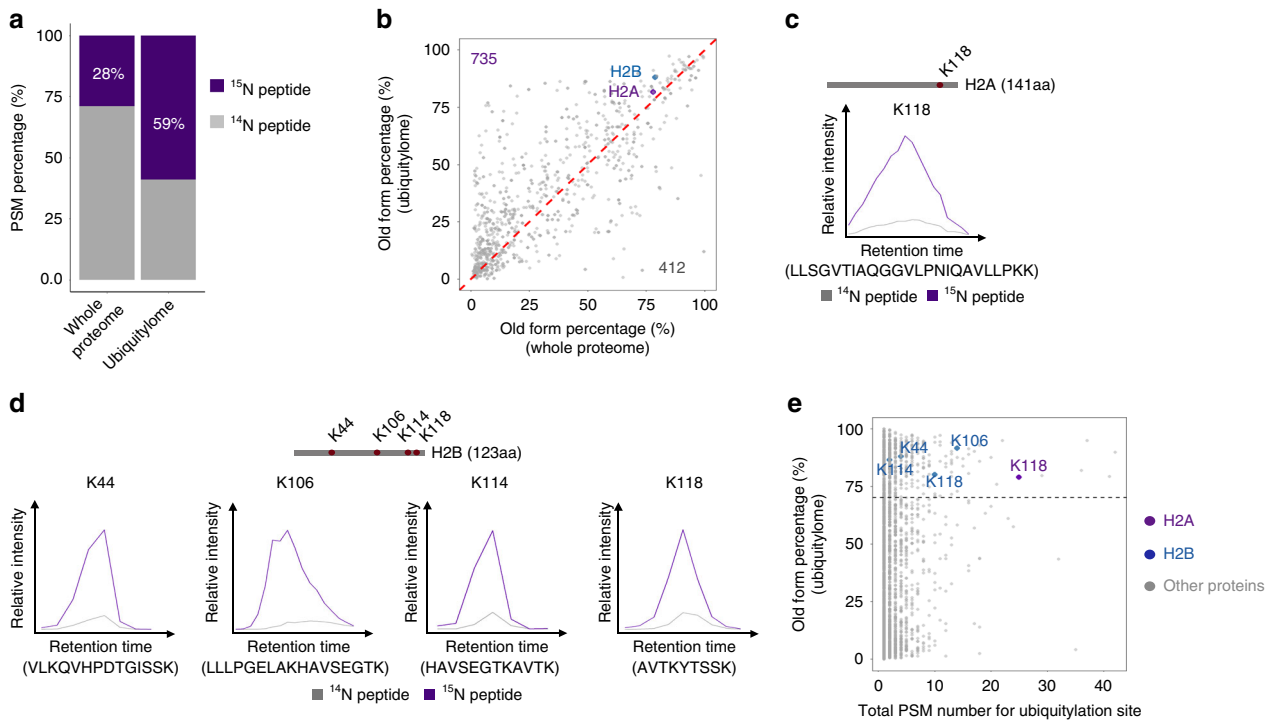 a
PSM percentage (%)
100
75
50
25
0.0
28%
59%
Whole
proteome
Ubiquitylome
15N peptide
14N peptide
b
Old form percentage (%)
(ubiquitylome)
100
75
50
25
0
735
H2B
H2A
412
0
25
50
75
100
Old form percentage (%)
(whole proteome)
c
K118
H2A (141aa)
K118
Relative intensity
Retention time
(LLSGVTIAQGGVLPNIQAVLLPKK)
14N peptide 15N peptide
d
K44
K106
K114
K118
H2B (123aa)
K44
Relative intensity
Retention time
(VLKQVHPDTGISSK)
K106
Relative intensity
Retention time
(LLLPGELAKHAVSEGTK)
K114
Relative intensity
Retention time
(HAVSEGTKAVTK)
K118
Relative intensity
Retention time
(AVTKYTSSK)
14N peptide 15N peptide
e
Old form percentage (%)
(ubiquitylome)
100
75
50
25
0
K44
K106
K114
K118
K118
0
10
20
30
40
Total PSM number for ubiquitylation site
H2A
H2B
Other proteins